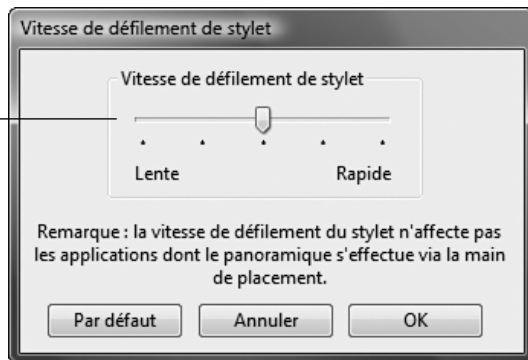 Vitesse de défilement de stylet
Vitesse de défilement de stylet
Lente Rapide
Remarque : la vitesse de défilement du stylet n'affecte pas
les applications dont le panoramique s'effectue via la main
de placement.
Par défaut Annuler OK